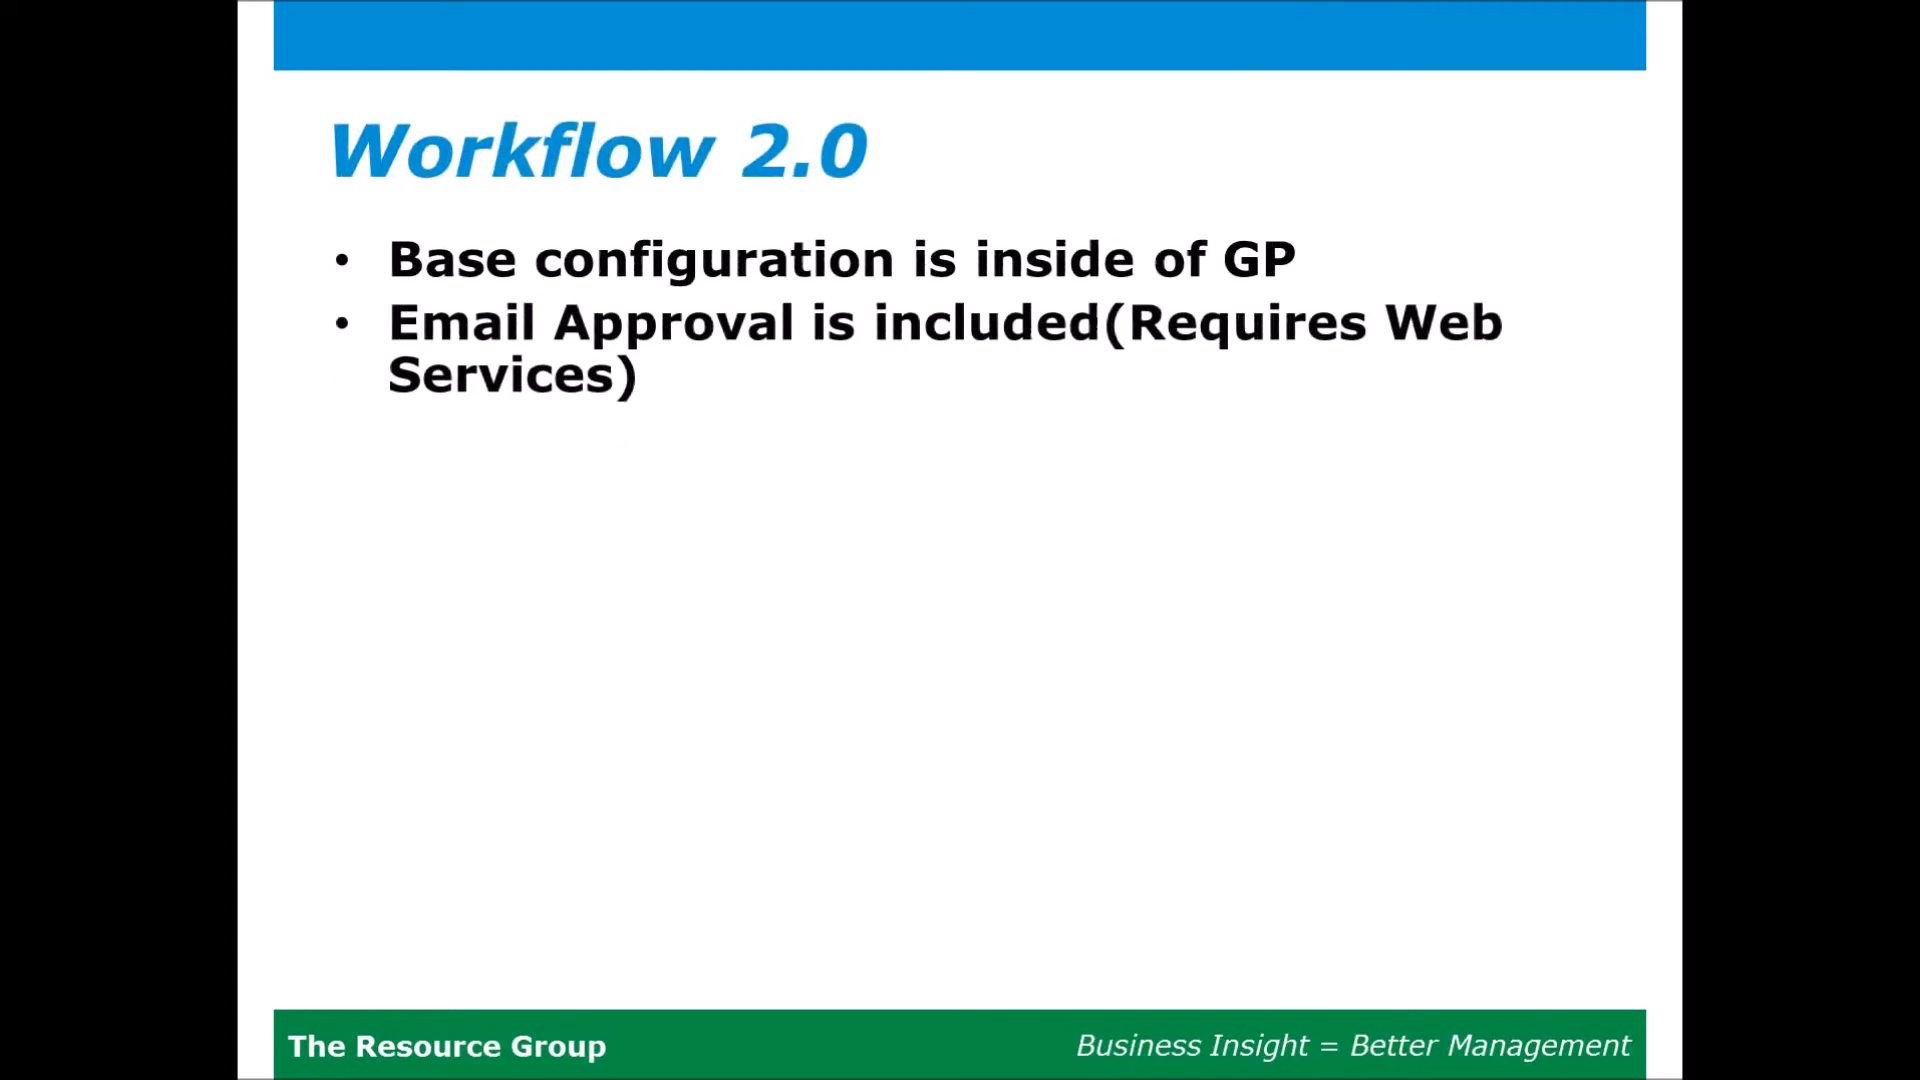 Workflow 2.0
• Base configuration is inside of GP
• Email Approval is included(Requires Web
Services)
The Resource Group
Business Insight = Better Management